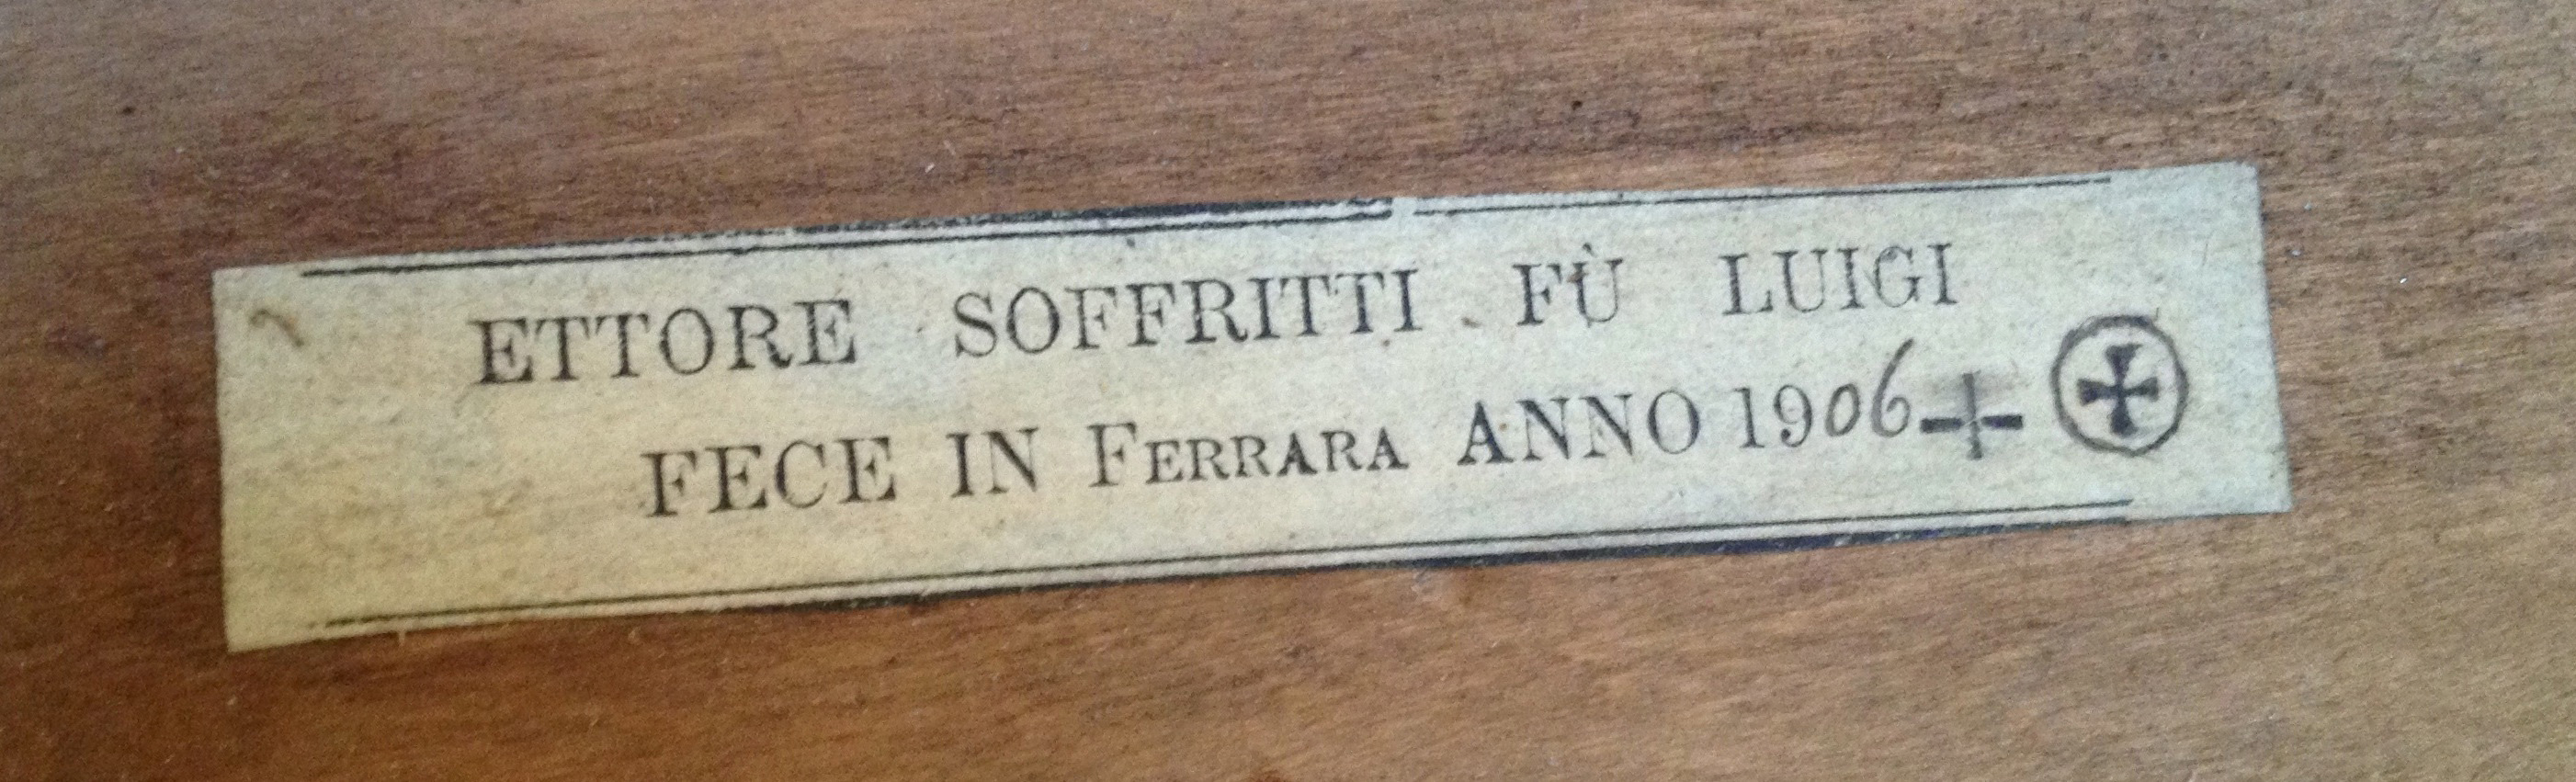 ETTORE SOFFRITTI FÙ LUIGI
FECE IN FERRARA ANNO 1906